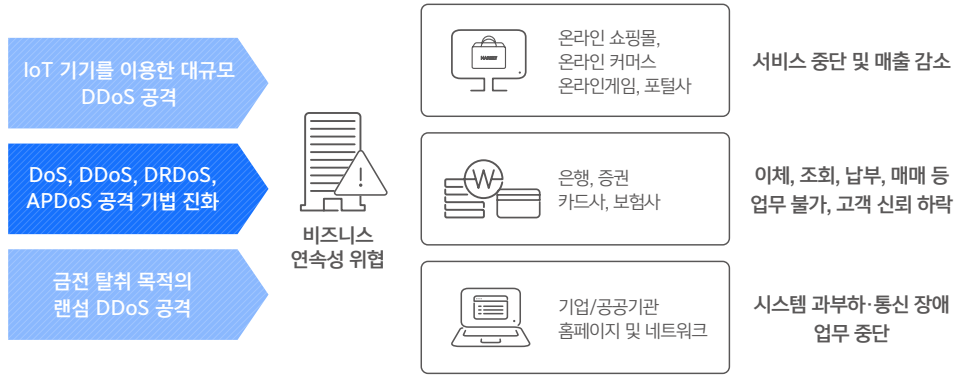 IoT 기기를 이용한 대규모
DDoS 공격
DoS, DDoS, DRDoS,
APDoS 공격 기법 진화
금전 탈취 목적의
랜섬 DDoS 공격
비즈니스
연속성 위협
온라인 쇼핑몰,
온라인 커머스
온라인게임, 포털사
서비스 중단 및 매출 감소
은행, 증권
카드사, 보험사
이체, 조회, 납부, 매매 등
업무 불가, 고객 신뢰 하락
기업/공공기관
홈페이지 및 네트워크
시스템 과부하·통신 장애
업무 중단